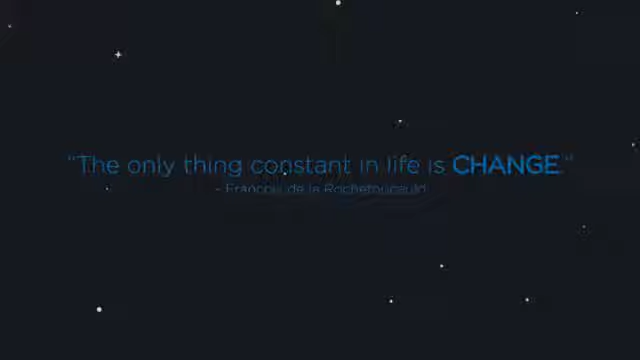 "The only thing constant in life is CHANGE."
- François de la Rochefoucauld